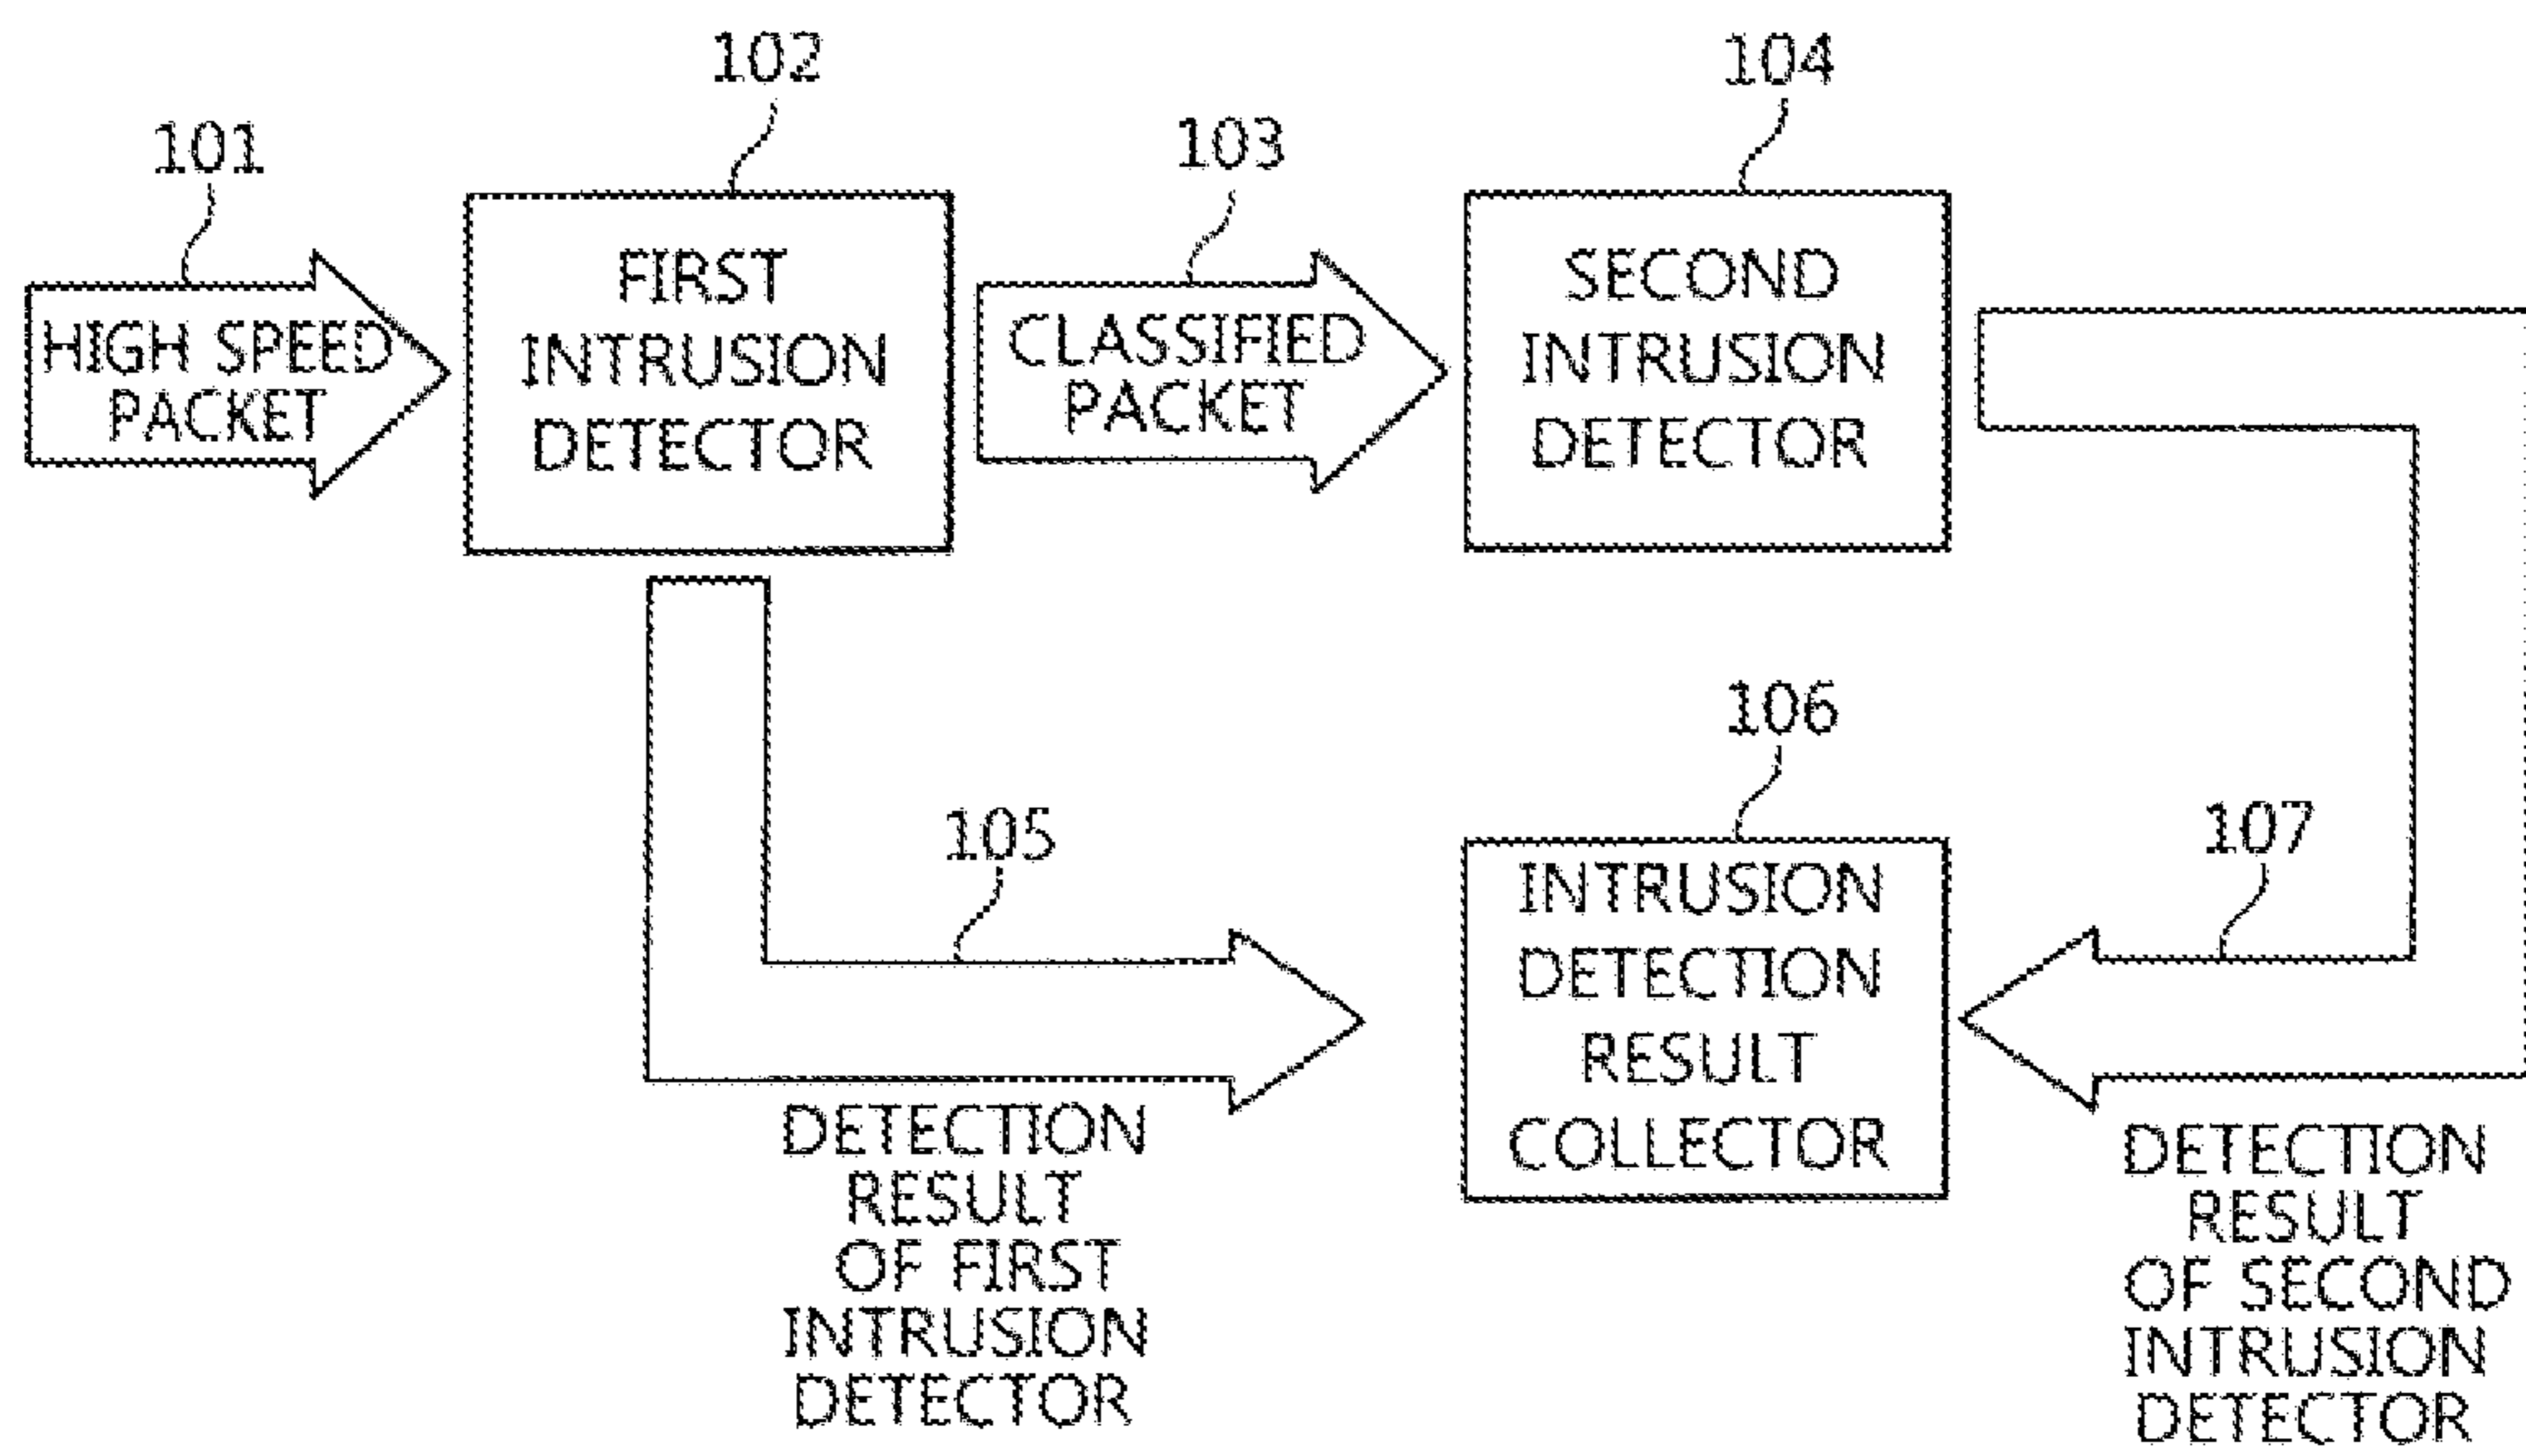 101
HIGH SPEED
PACKET
102
FIRST
INTRUSION
DETECTOR
103
CLASSIFIED
PACKET
104
SECOND
INTRUSION
DETECTOR
105
DETECTION
RESULT
OF FIRST
INTRUSION
DETECTOR
106
INTRUSION
DETECTION
RESULT
COLLECTOR
107
DETECTION
RESULT
OF SECOND
INTRUSION
DETECTOR